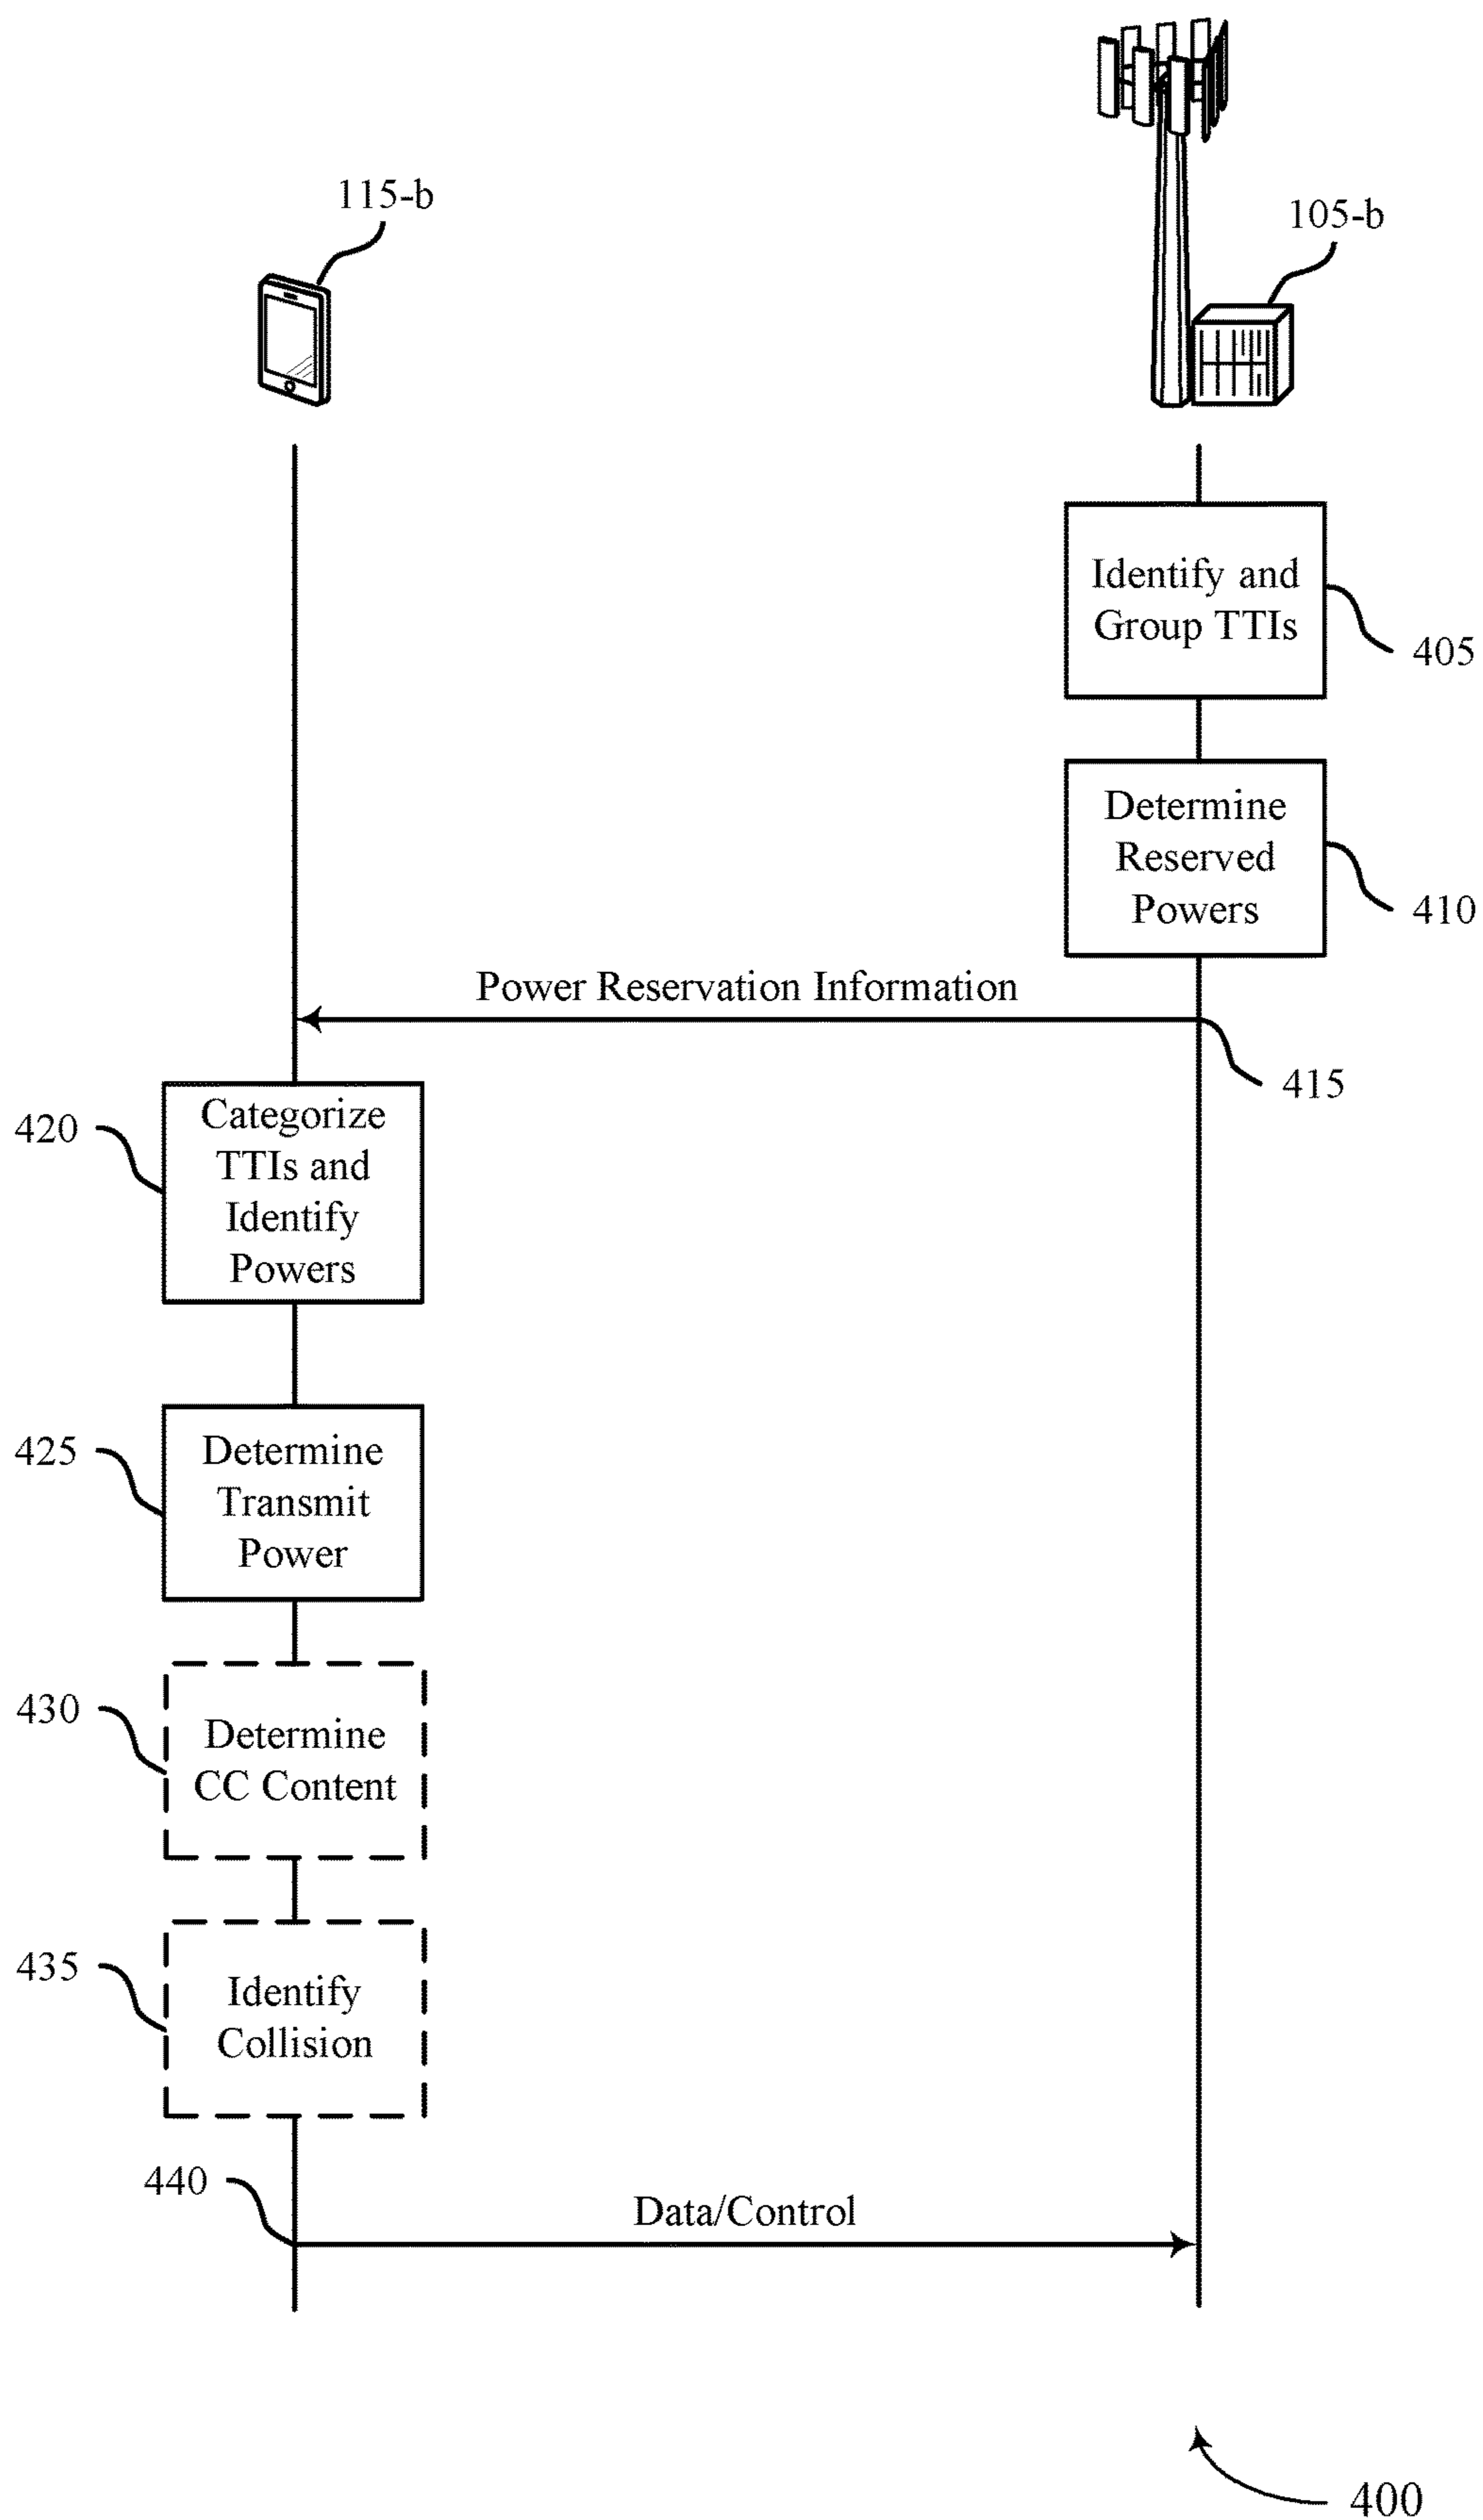 115-b
105-b
Identify and
Group TTIs
405
Determine
Reserved
Powers
410
Power Reservation Information
415
420
Categorize
TTIs and
Identify
Powers
425
Determine
Transmit
Power
430
Determine
CC Content
435
Identify
Collision
440
Data/Control
400